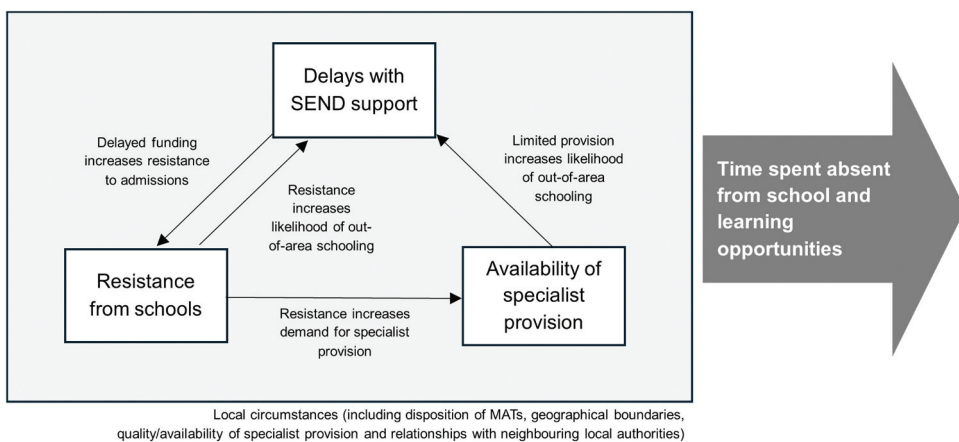 Delays with
SEND support
Delayed funding
increases resistance
to admissions
Resistance
increases
likelihood of out-
of-area schooling
Limited provision
increases likelihood
of out-of-area
schooling
Resistance
from schools
Resistance increases
demand for specialist
provision
Availability of
specialist
provision
Time spent absent
from school and
learning
opportunities
Local circumstances (including disposition of MATs, geographical boundaries,
quality/availability of specialist provision and relationships with neighbouring local authorities)